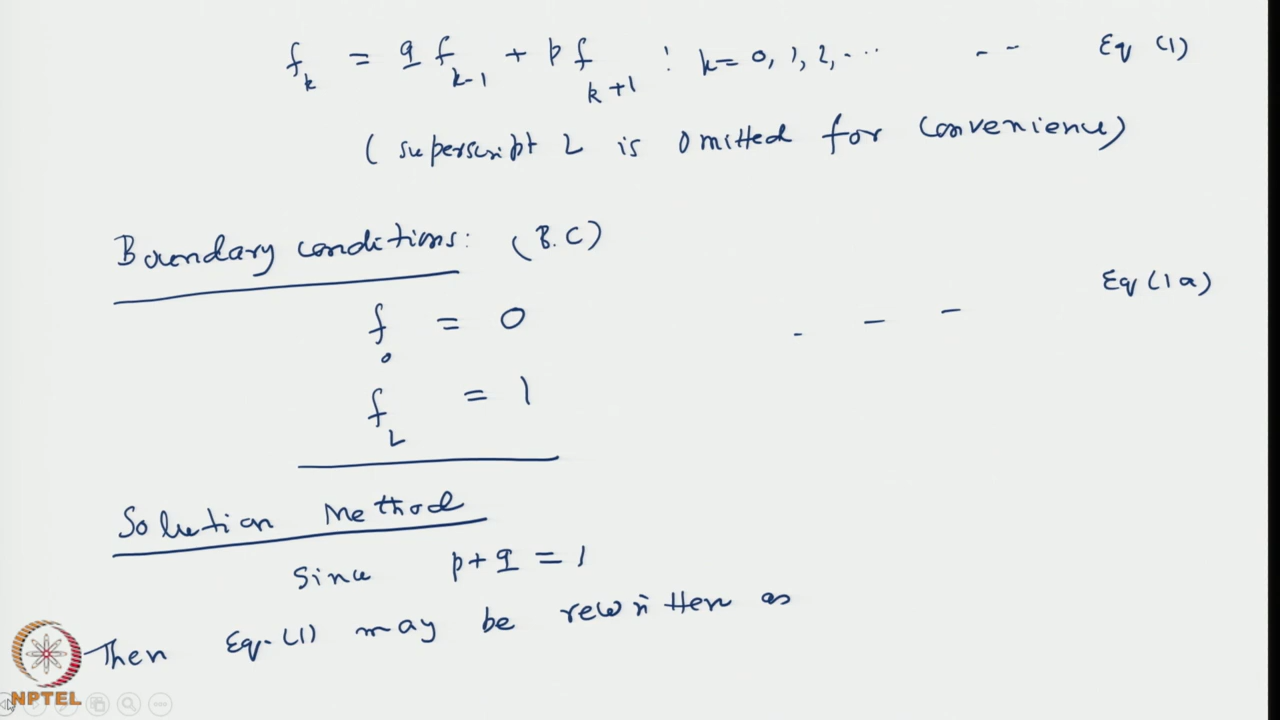 f_k = q f_{k-1} + p f_{k+1} : k = 0, 1, 2, ... -- Eq (1)
(superscript L is omitted for convenience)
Boundary conditions: (B.C)
f_0 = 0 - - - Eq (1a)
f_L = 1
Solution Method
Since p + q = 1
Then Eq. (1) may be rewritten as
NPTEL